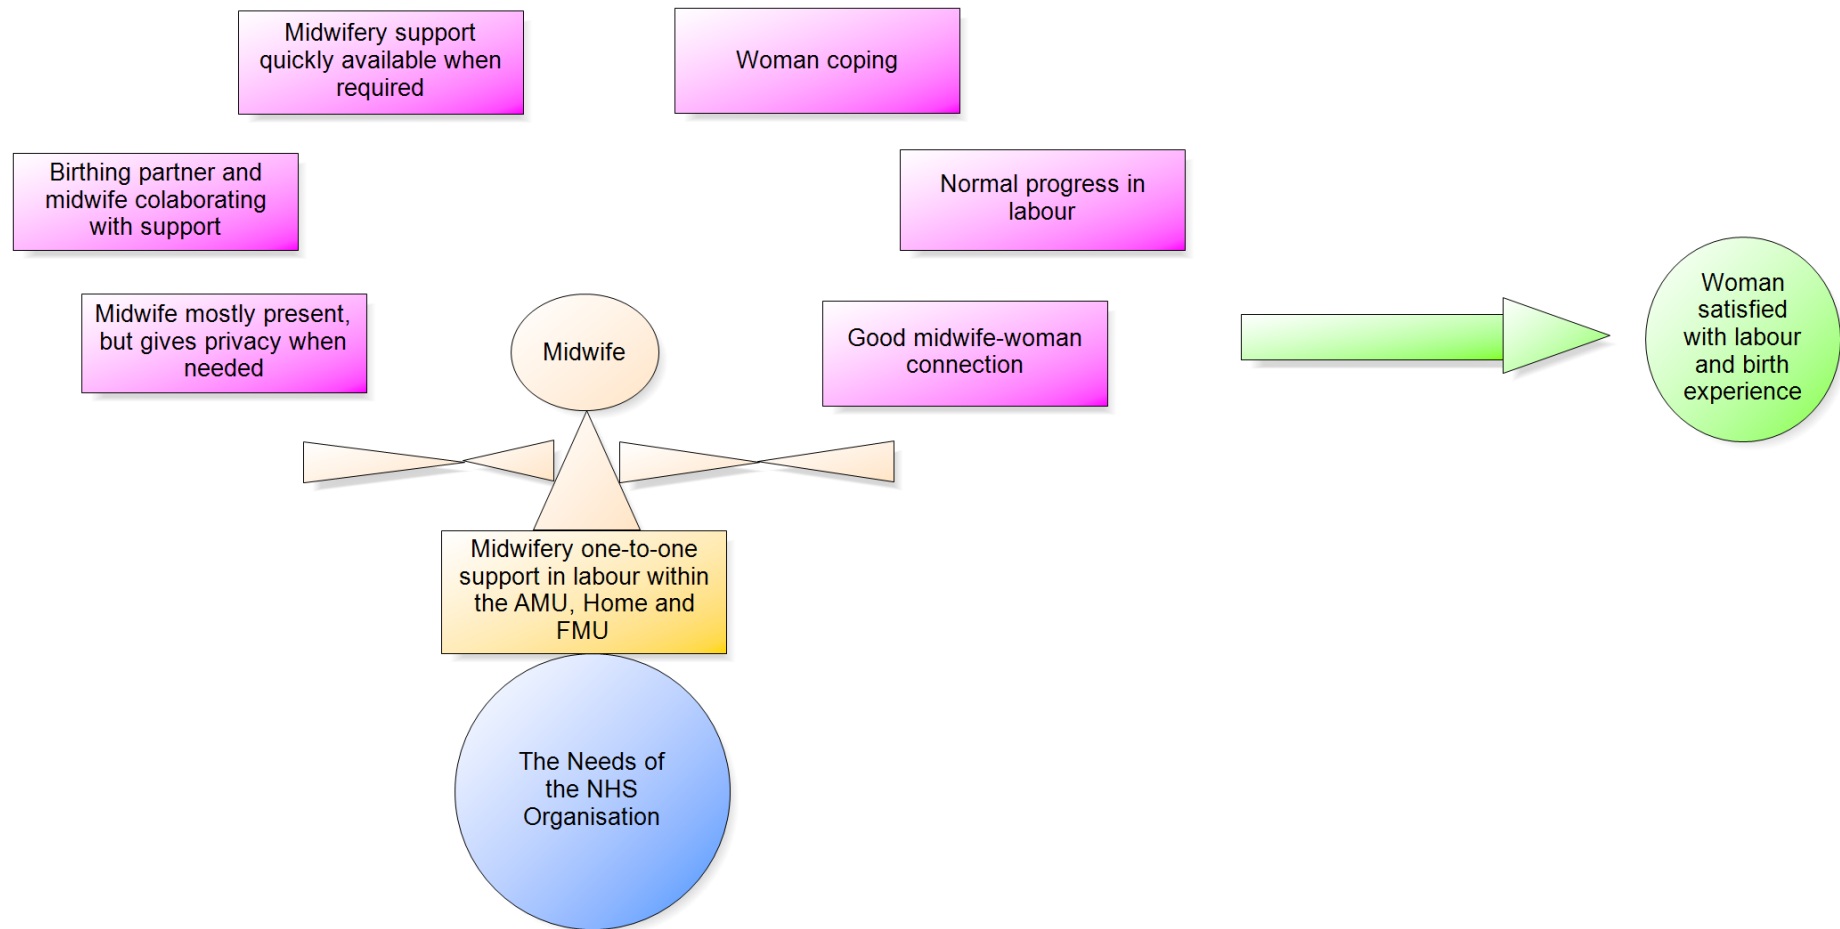 Midwifery support
quickly available when
required
Woman coping
Birthing partner and
midwife colaborating
with support
Normal progress in
labour
Midwife mostly present,
but gives privacy when
needed
Midwife
Good midwife-woman
connection
Woman
satisfied
with labour
and birth
experience
Midwifery one-to-one
support in labour within
the AMU, Home and
FMU
The Needs of
the NHS
Organisation